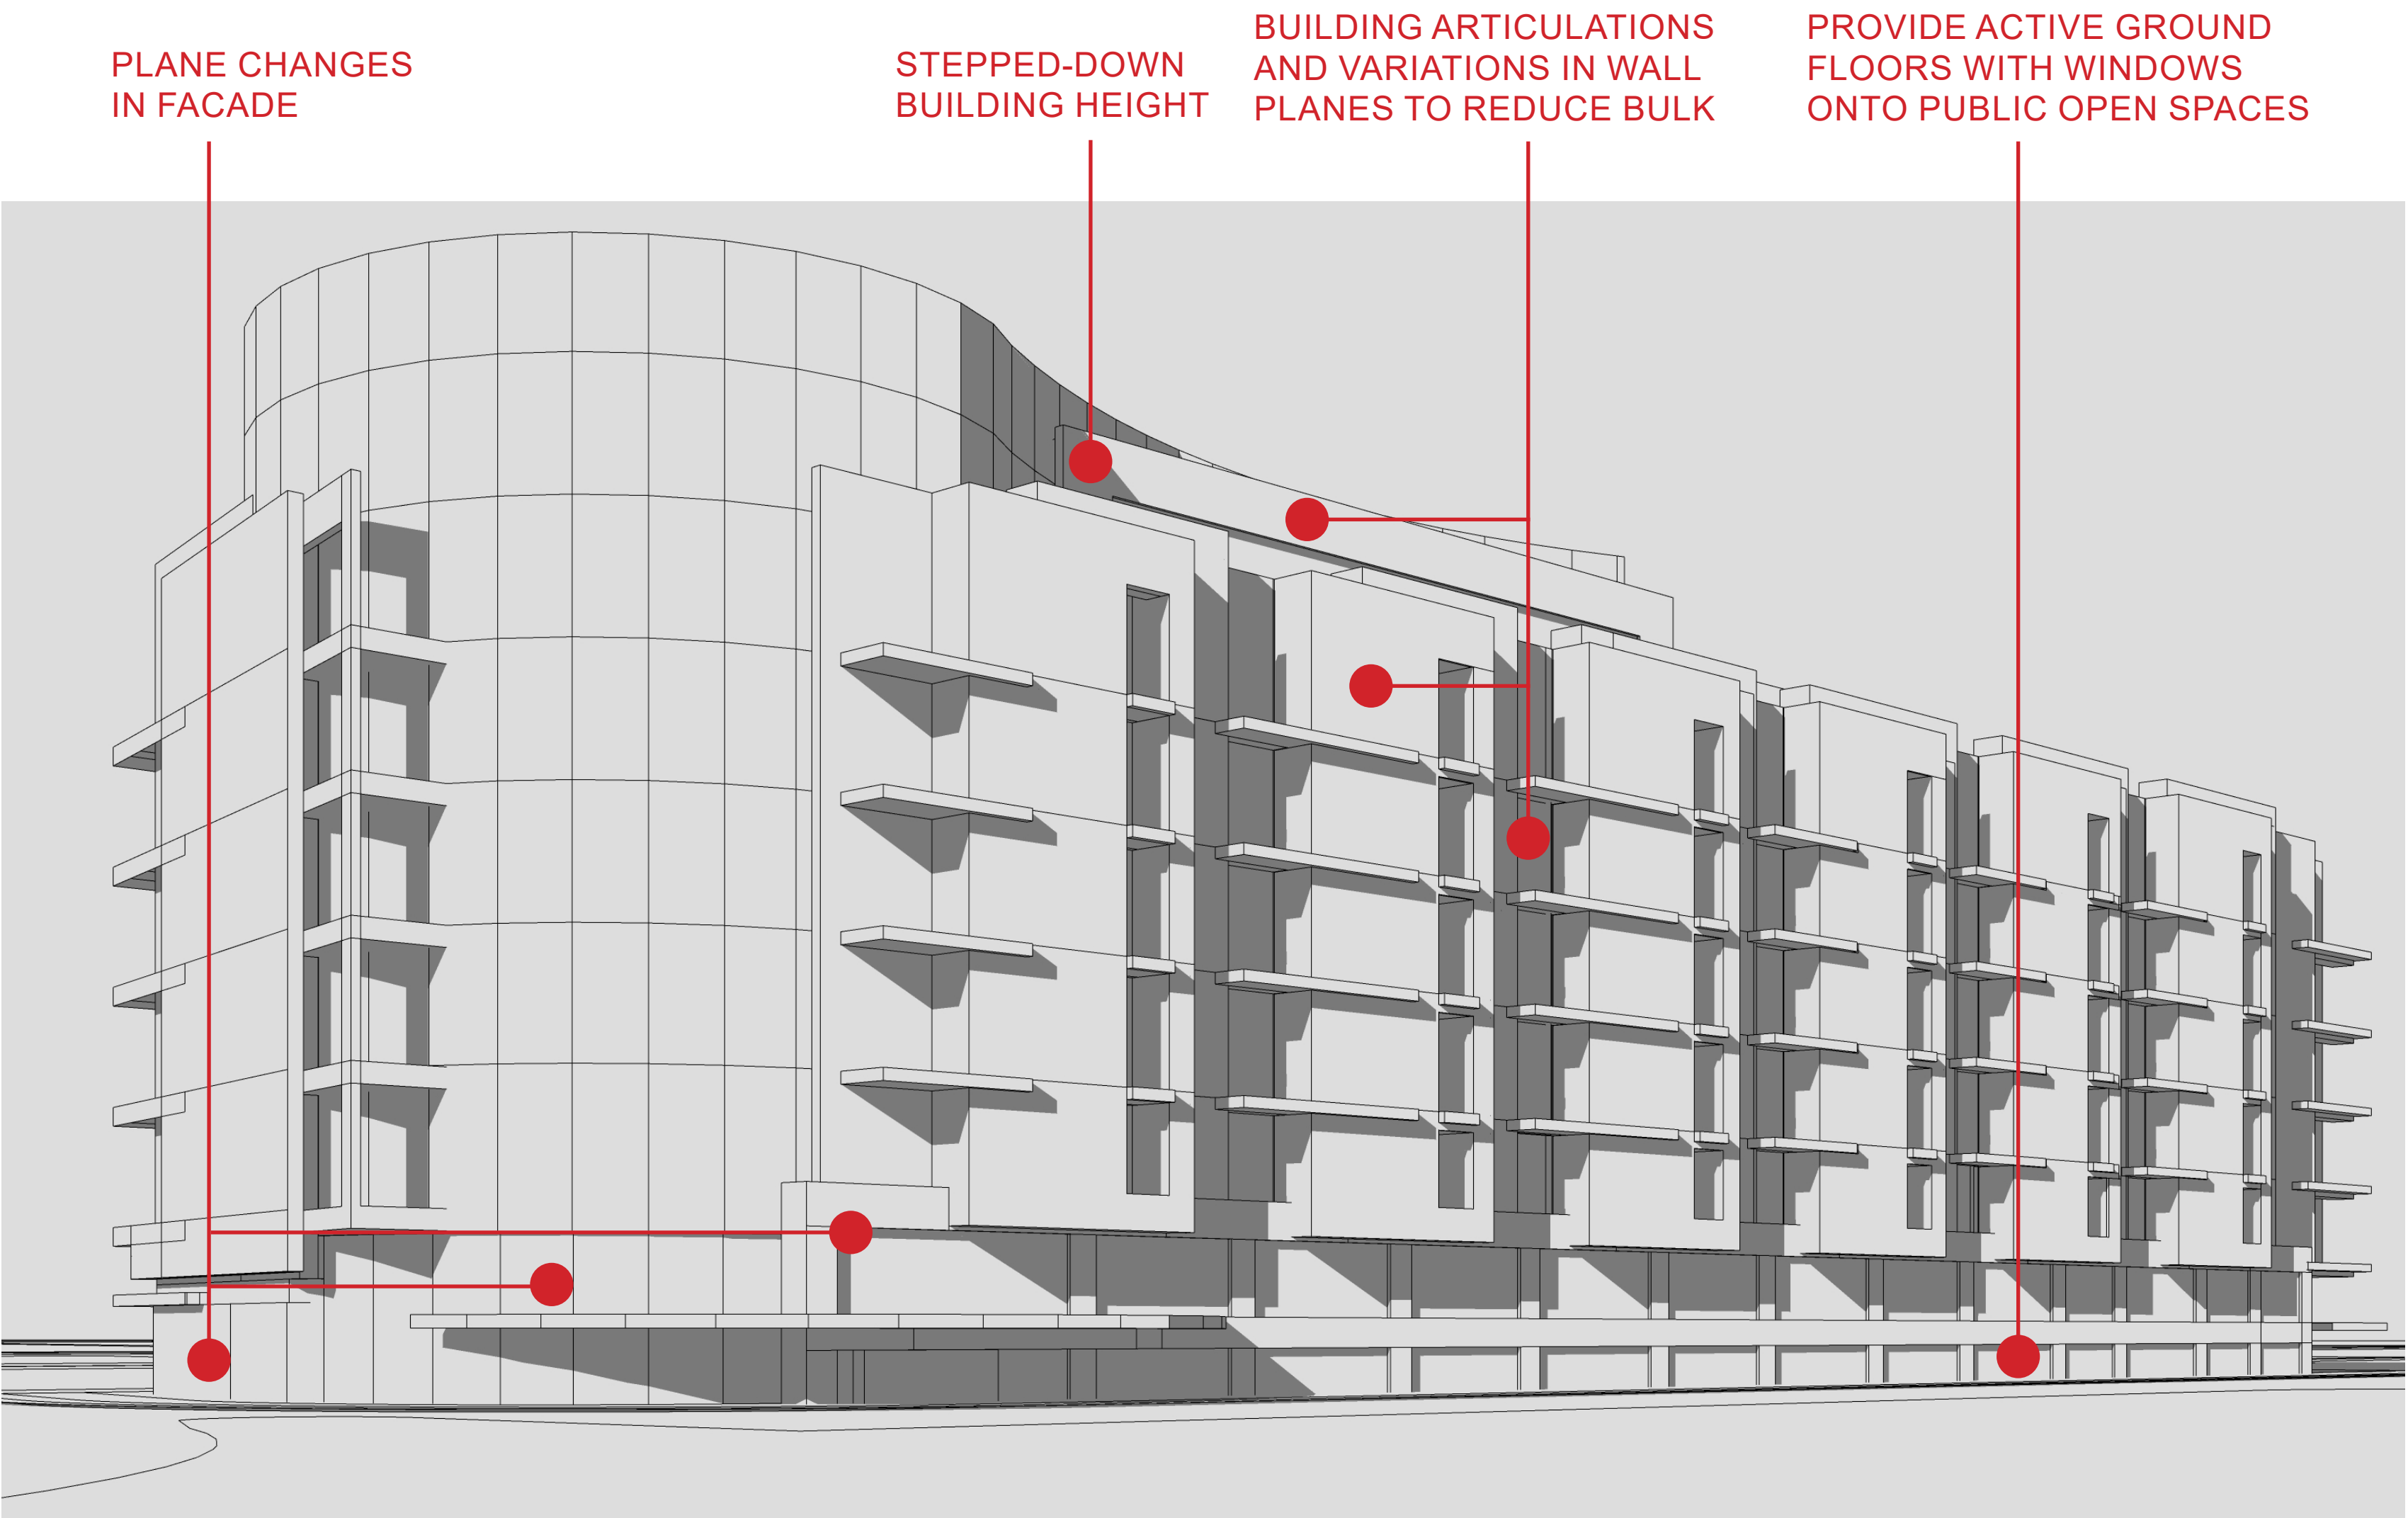 PLANE CHANGES
IN FACADE
STEPPED-DOWN
BUILDING HEIGHT
BUILDING ARTICULATIONS
AND VARIATIONS IN WALL
PLANES TO REDUCE BULK
PROVIDE ACTIVE GROUND
FLOORS WITH WINDOWS
ONTO PUBLIC OPEN SPACES